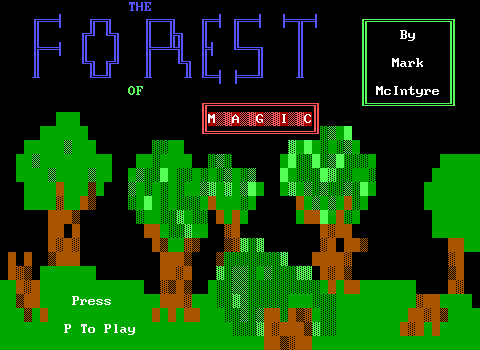 THE
FOREST
OF
MAGIC
By
Mark
McIntyre
Press
P To Play